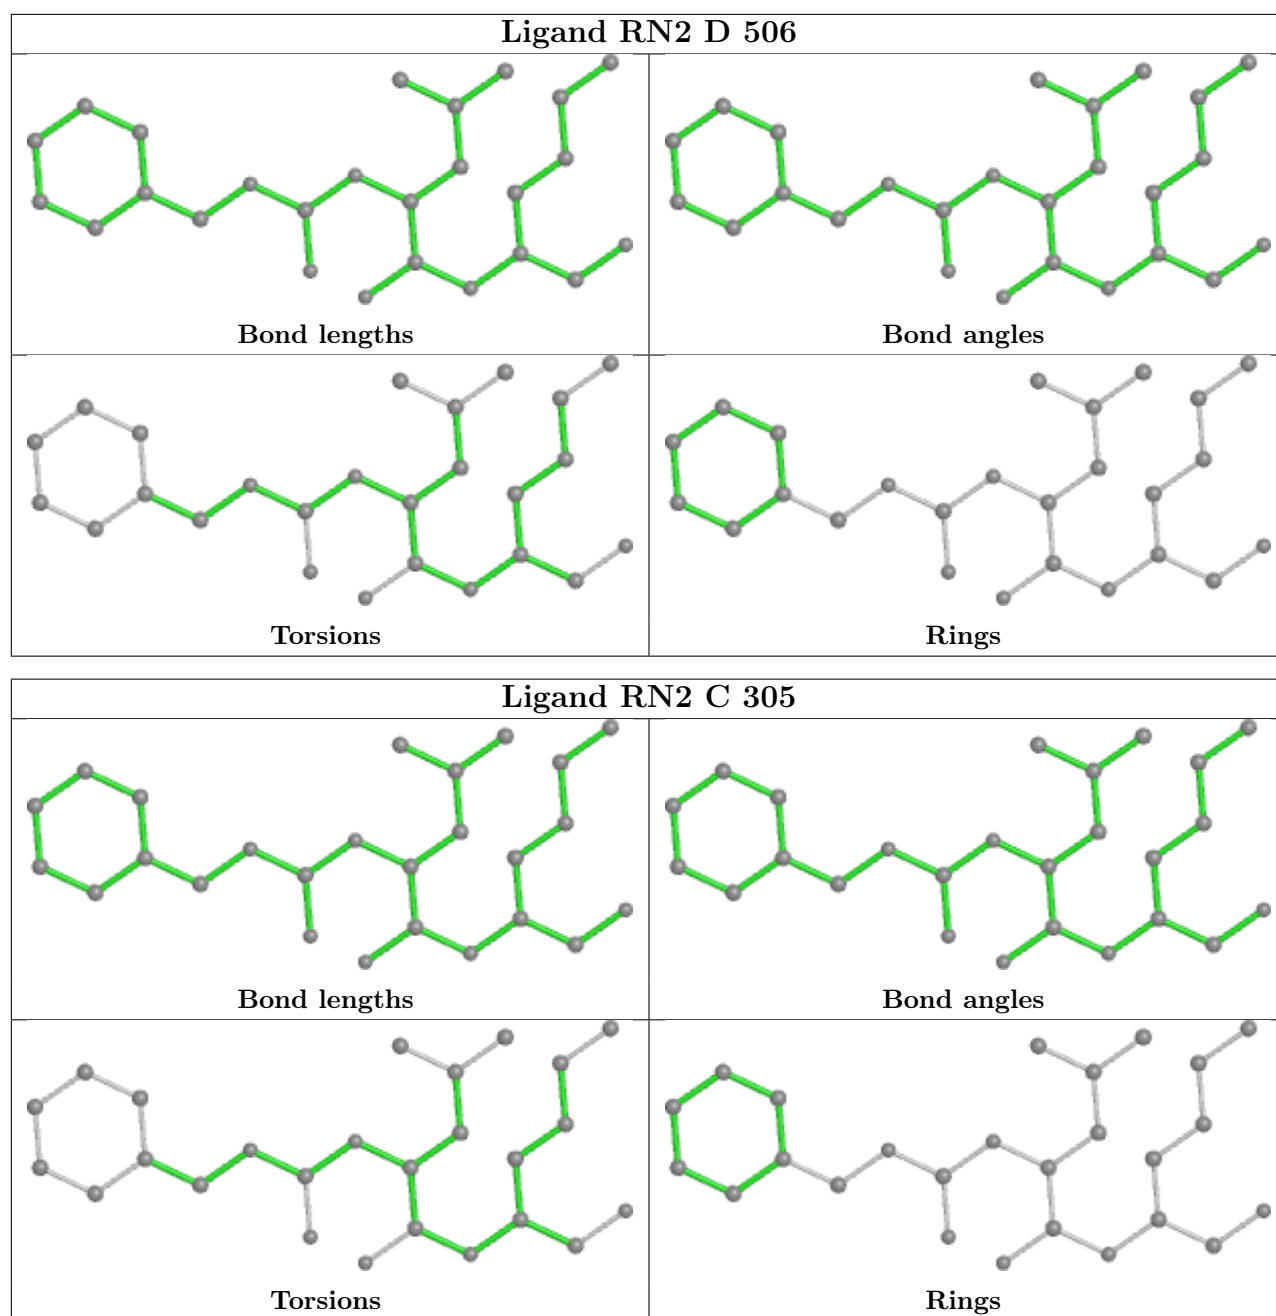 Ligand RN2 D 506
Bond lengths
Bond angles
Torsions
Rings
Ligand RN2 C 305
Bond lengths
Bond angles
Torsions
Rings